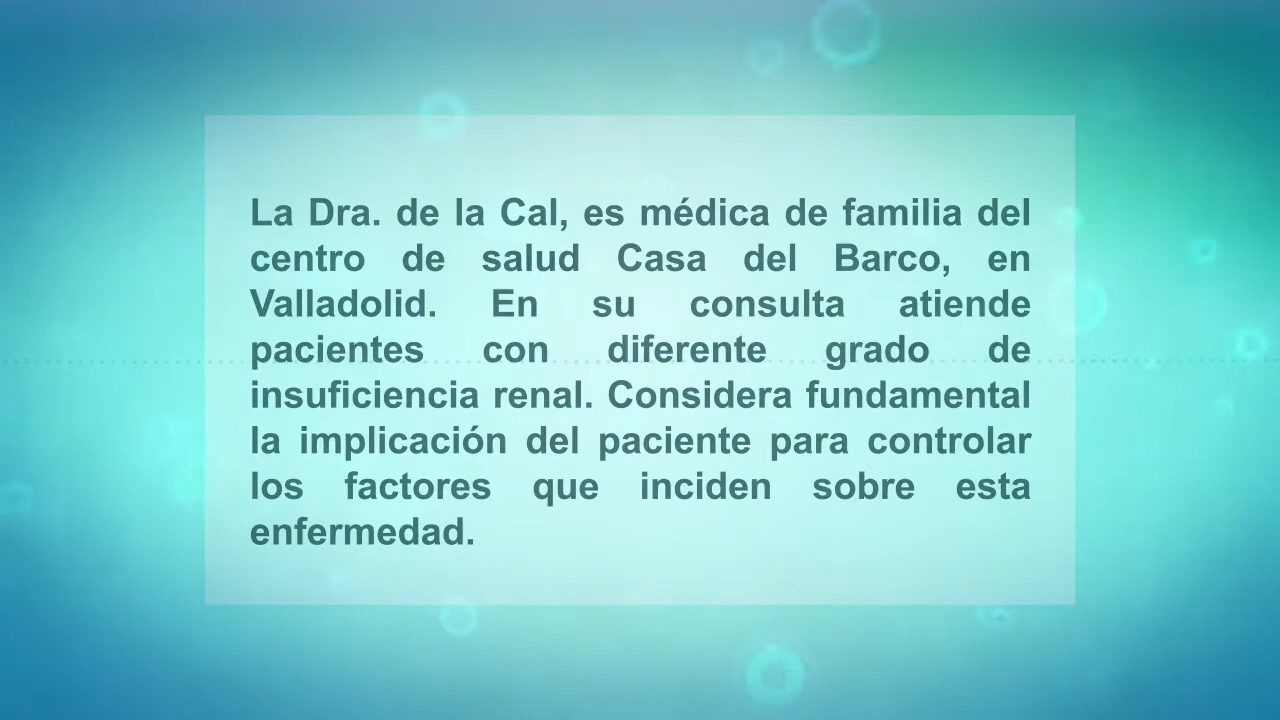 La Dra. de la Cal, es médica de familia del
centro de salud Casa del Barco, en
Valladolid. En su consulta atiende
pacientes con diferente grado de
insuficiencia renal. Considera fundamental
la implicación del paciente para controlar
los factores que inciden sobre esta
enfermedad.